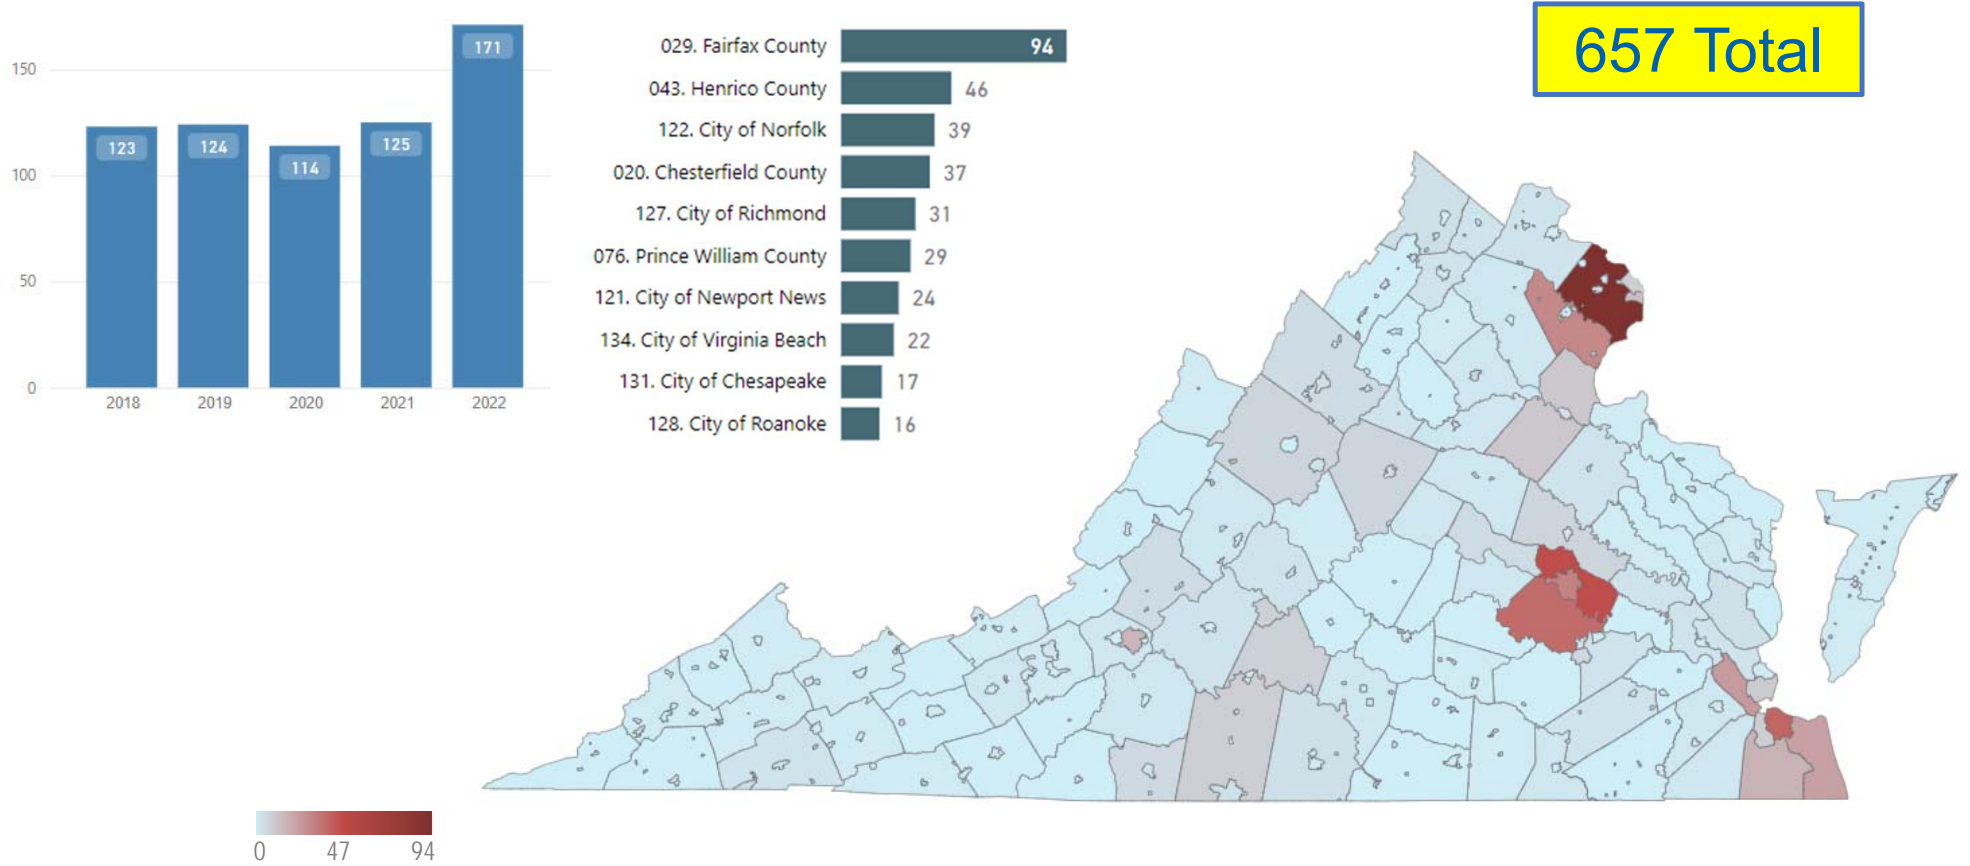 657 Total
150
100
50
0
171
123
124
114
125
2018 2019 2020 2021 2022
029. Fairfax County 94
043. Henrico County 46
122. City of Norfolk 39
020. Chesterfield County 37
127. City of Richmond 31
076. Prince William County 29
121. City of Newport News 24
134. City of Virginia Beach 22
131. City of Chesapeake 17
128. City of Roanoke 16
0 47 94